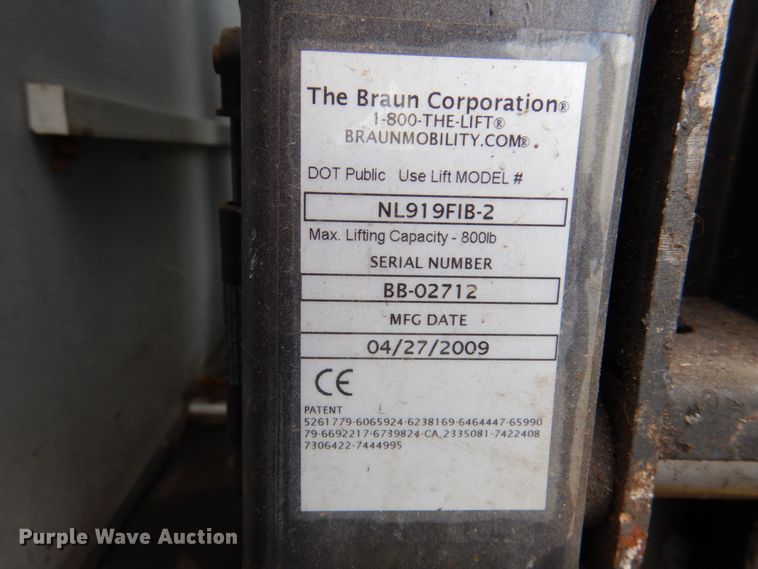 The Braun Corporation®
1-800-THE-LIFT®
BRAUNMOBILITY.COM®
DOT Public Use Lift MODEL #
NL919FIB-2
Max. Lifting Capacity - 800lb
SERIAL NUMBER
BB-02712
MFG DATE
04/27/2009
CE
PATENT
5261779-6065924-6238169-6464447-65990
79-6692217-6739824-CA_2335081-7422408
7306422-7444995
Purple Wave Auction